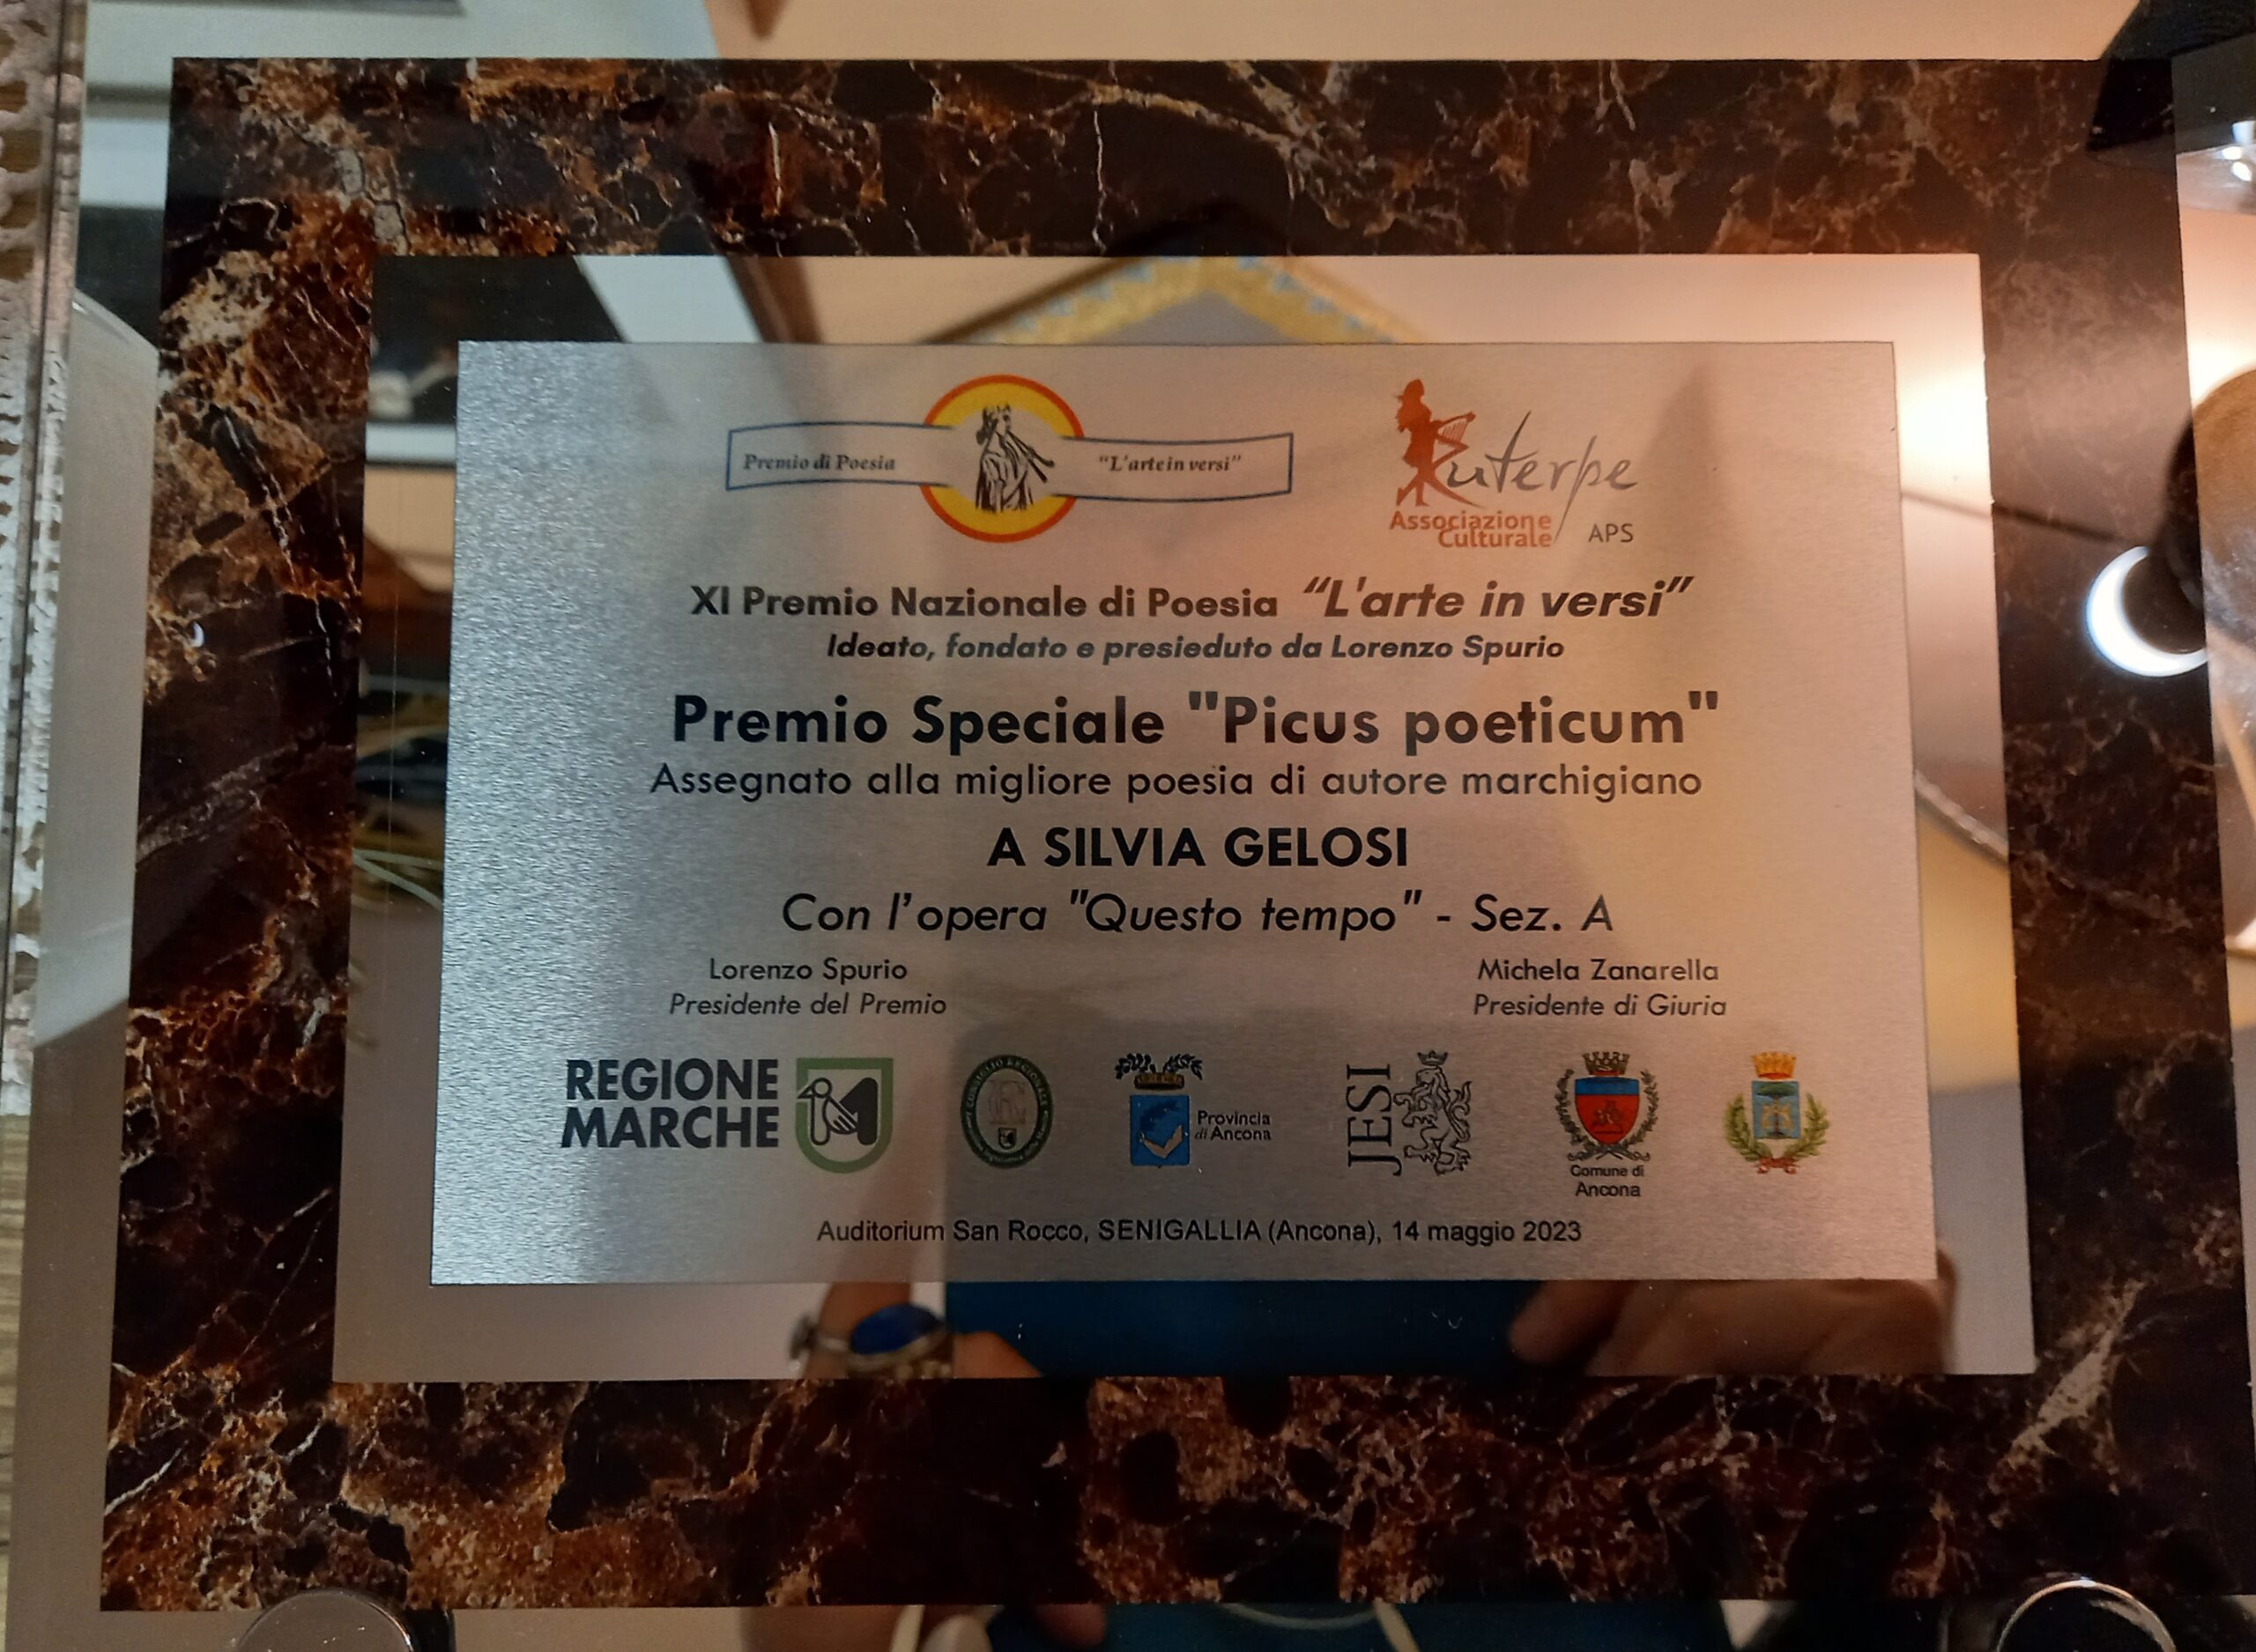 Premio di Poesia "L'arte in versi"
Euterpe
Associazione
Culturale APS
XI Premio Nazionale di Poesia “L'arte in versi”
Ideato, fondato e presieduto da Lorenzo Spurio
Premio Speciale "Picus poeticum"
Assegnato alla migliore poesia di autore marchigiano
A SILVIA GELOSI
Con l’opera "Questo tempo" - Sez. A
Lorenzo Spurio
Presidente del Premio
Michela Zanarella
Presidente di Giuria
REGIONE
MARCHE
CONSIGLIO REGIONALE
Provincia
di Ancona
JESI
Comune di
Ancona
Auditorium San Rocco, SENIGALLIA (Ancona), 14 maggio 2023